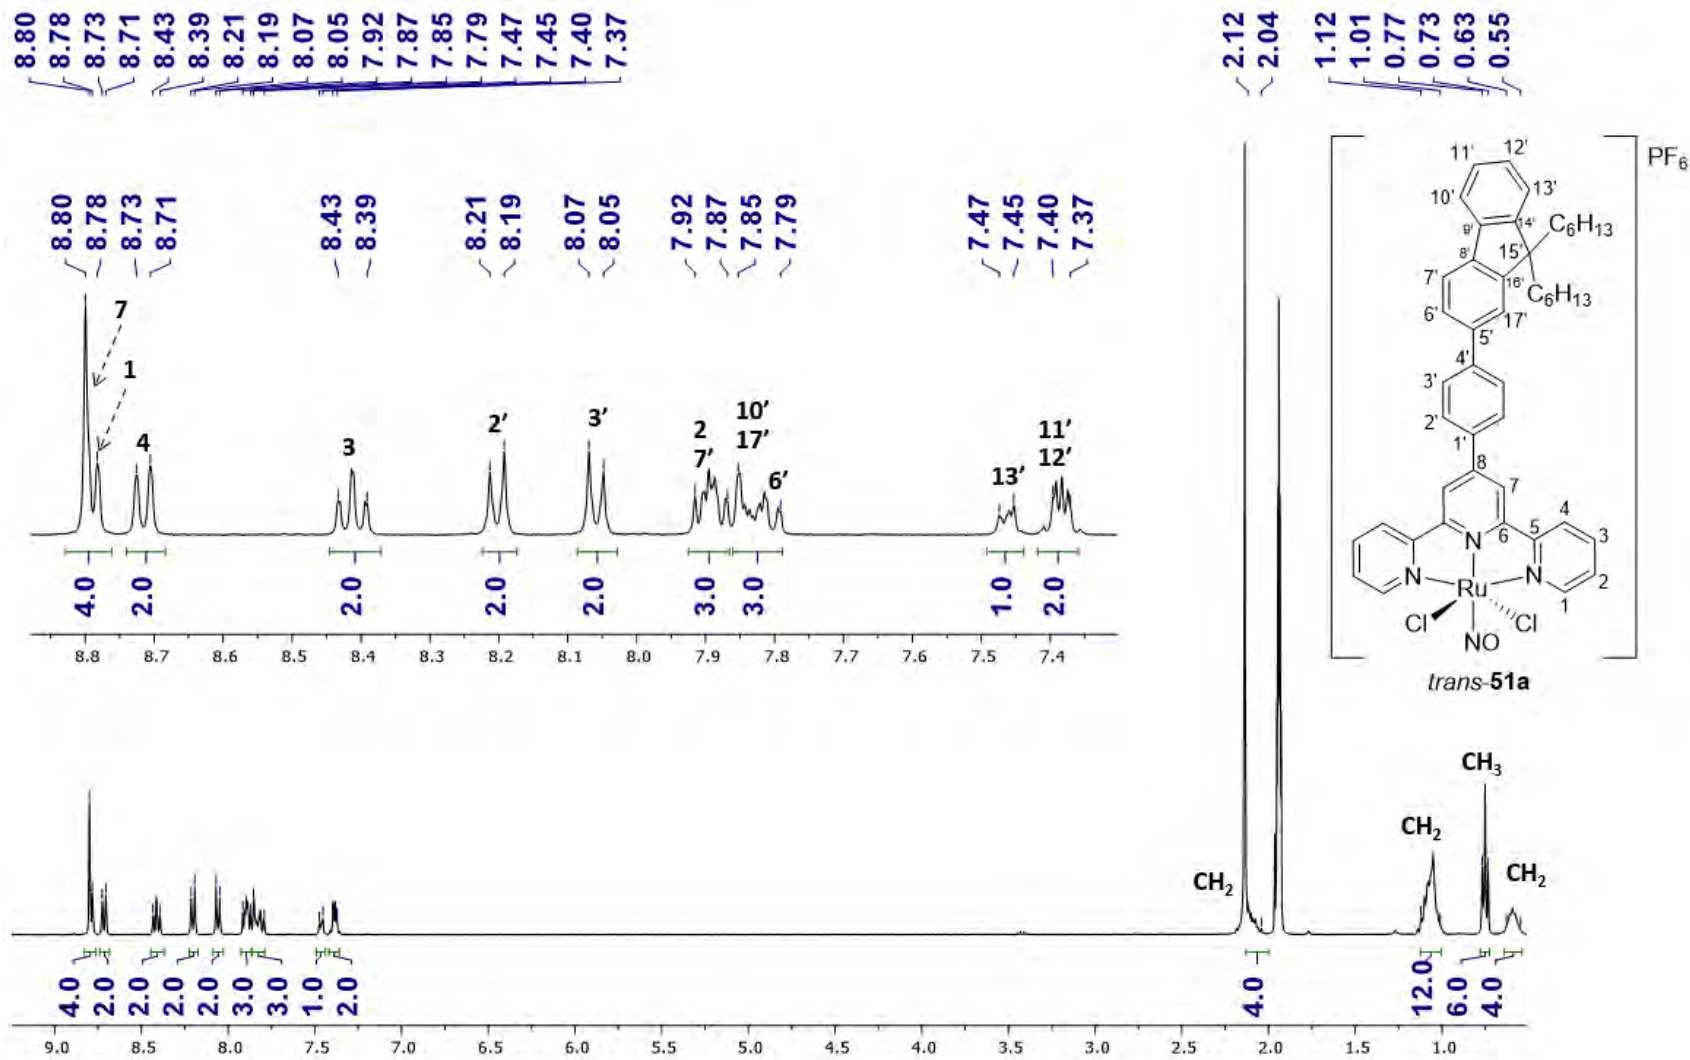 8.80 8.78 8.73 8.71 8.43 8.39 8.21 8.19 8.07 8.05 7.92 7.87 7.85 7.79 7.47 7.45 7.40 7.37
2.12 2.04 1.12 1.01 0.77 0.73 0.63 0.55
8.80 8.78 8.73 8.71 8.43 8.39 8.21 8.19 8.07 8.05 7.92 7.87 7.85 7.79 7.47 7.45 7.40 7.37
7
1
4
3
2’
3’
2
7’
10’
17’
6’
13’
11’
12’
4.0 2.0 2.0 2.0 2.0 3.0 3.0 1.0 2.0
8.8 8.7 8.6 8.5 8.4 8.3 8.2 8.1 8.0 7.9 7.8 7.7 7.6 7.5 7.4
PF6
11' 12'
10' 13'
9' 14' C6H13
8' 15'
7' 16' C6H13
6' 17'
5'
4'
3'
2'
1'
8
7 4
6 5 3
N
N N 2
Ru 1
Cl Cl
NO
trans-51a
CH2
CH2
CH3
CH2
4.0 2.0 2.0 2.0 2.0 3.0 3.0 1.0 2.0 4.0 12.0 6.0 4.0
9.0 8.5 8.0 7.5 7.0 6.5 6.0 5.5 5.0 4.5 4.0 3.5 3.0 2.5 2.0 1.5 1.0